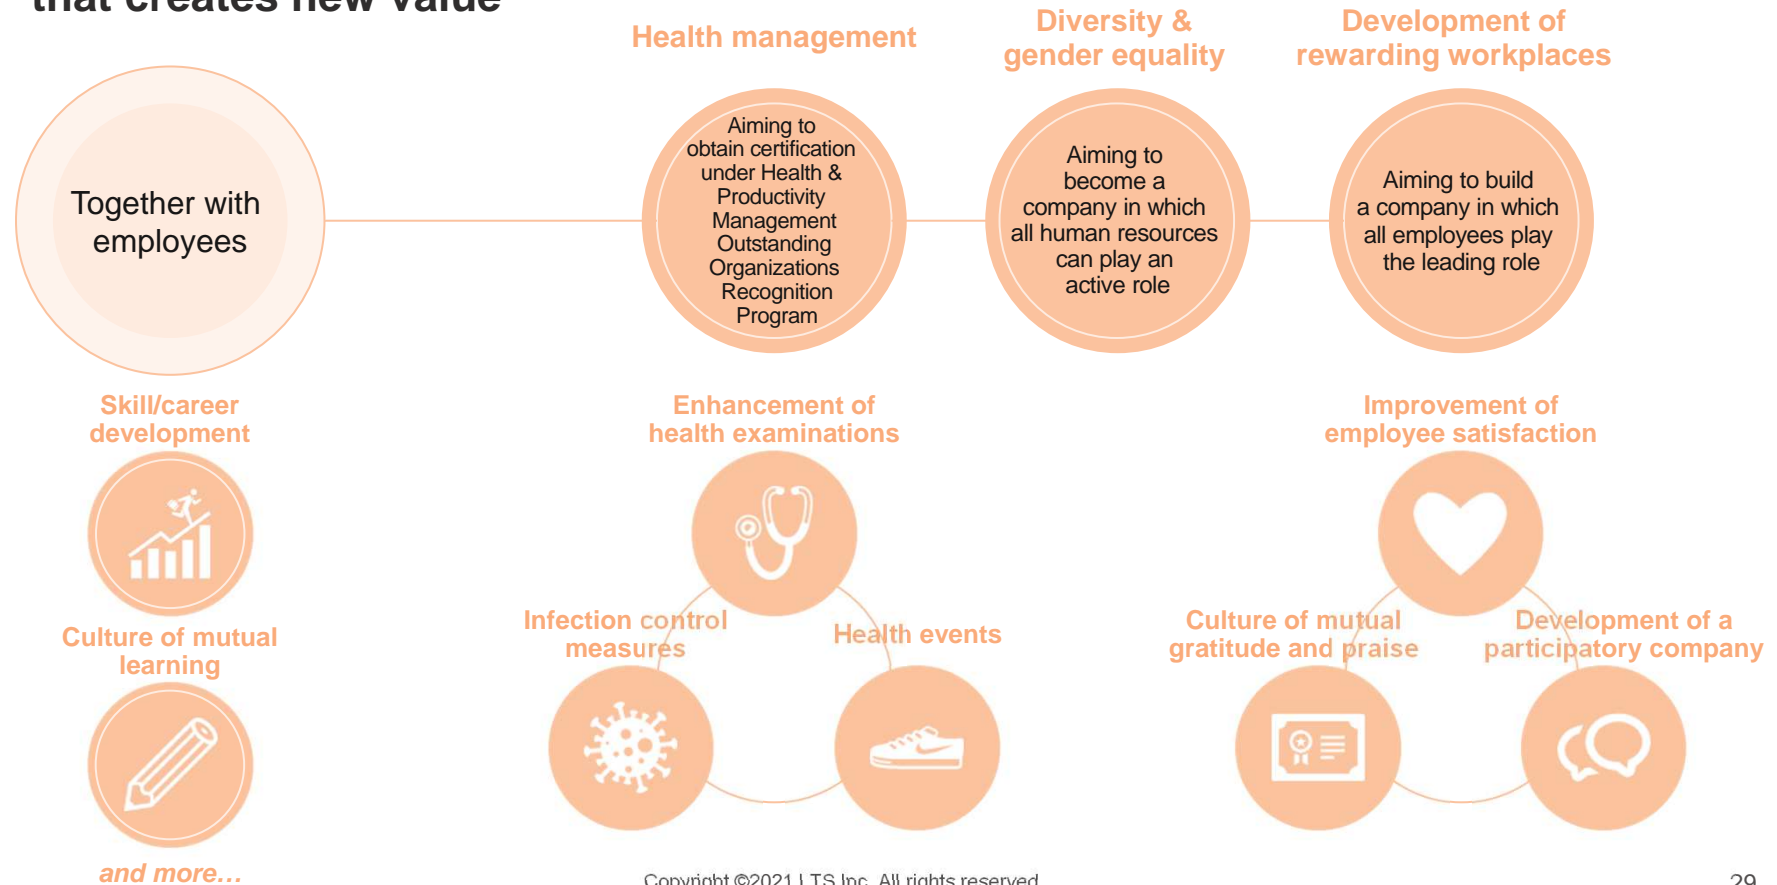 that creates new value
Health management
Diversity &
gender equality
Development of
rewarding workplaces
Together with
employees
Aiming to
obtain certification
under Health &
Productivity
Management
Outstanding
Organizations
Recognition
Program
Aiming to
become a
company in which
all human resources
can play an
active role
Aiming to build
a company in which
all employees play
the leading role
Skill/career
development
Culture of mutual
learning
and more…
Enhancement of
health examinations
Infection control
measures
Health events
Improvement of
employee satisfaction
Culture of mutual
gratitude and praise
Development of a
participatory company
Copyright ©2021 LTS Inc. All rights reserved
29